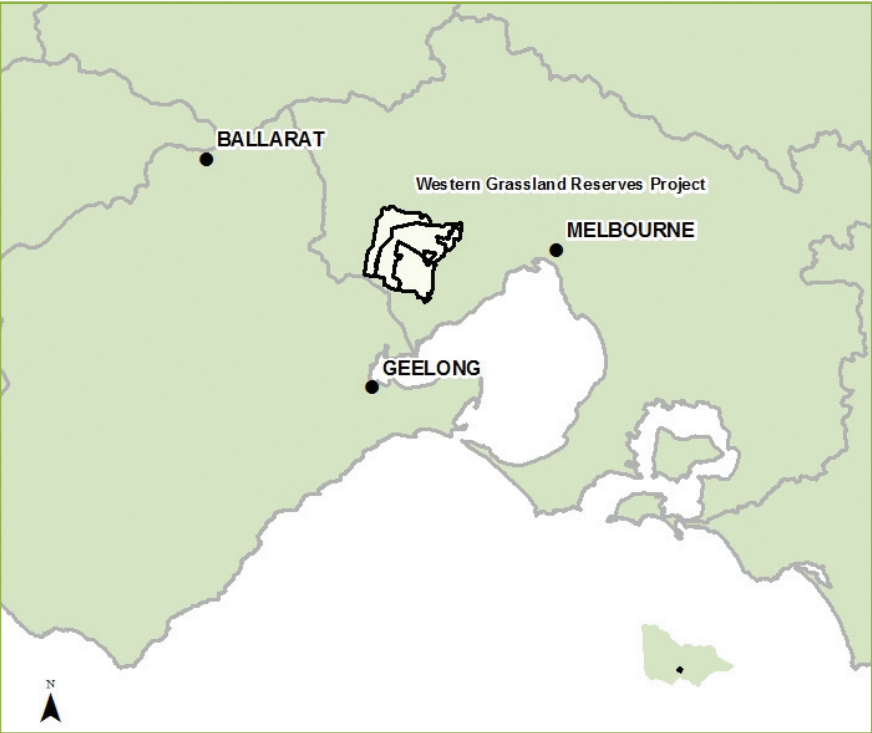 BALLARAT
Western Grassland Reserves Project
MELBOURNE
GEELONG
N